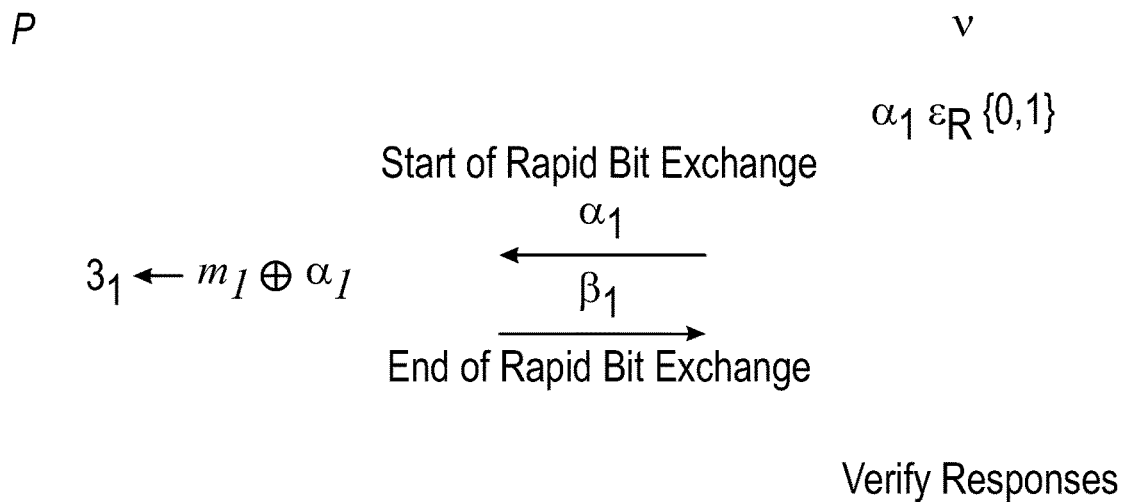 P ν
α₁ εR {0,1}
Start of Rapid Bit Exchange
α₁
3₁ ← m₁ ⊕ α₁
β₁
End of Rapid Bit Exchange
Verify Responses